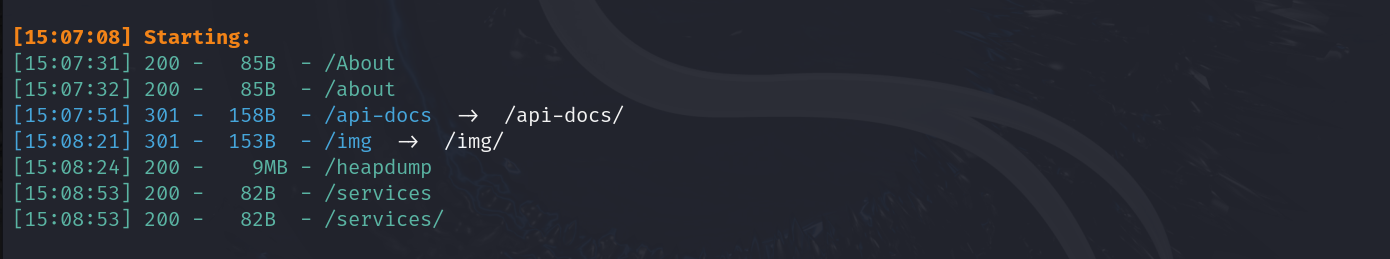 [15:07:08] Starting:
[15:07:31] 200 -   85B  - /About
[15:07:32] 200 -   85B  - /about
[15:07:51] 301 -  158B  - /api-docs  ->  /api-docs/
[15:08:21] 301 -  153B  - /img  ->  /img/
[15:08:24] 200 -    9MB - /heapdump
[15:08:53] 200 -   82B  - /services
[15:08:53] 200 -   82B  - /services/